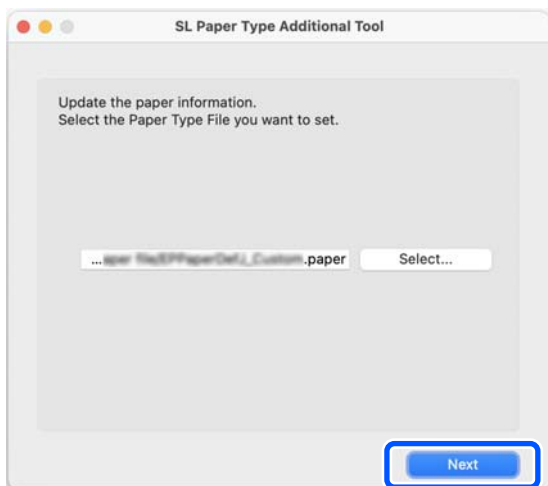 SL Paper Type Additional Tool
Update the paper information.
Select the Paper Type File you want to set.
... .paper
Select...
Next